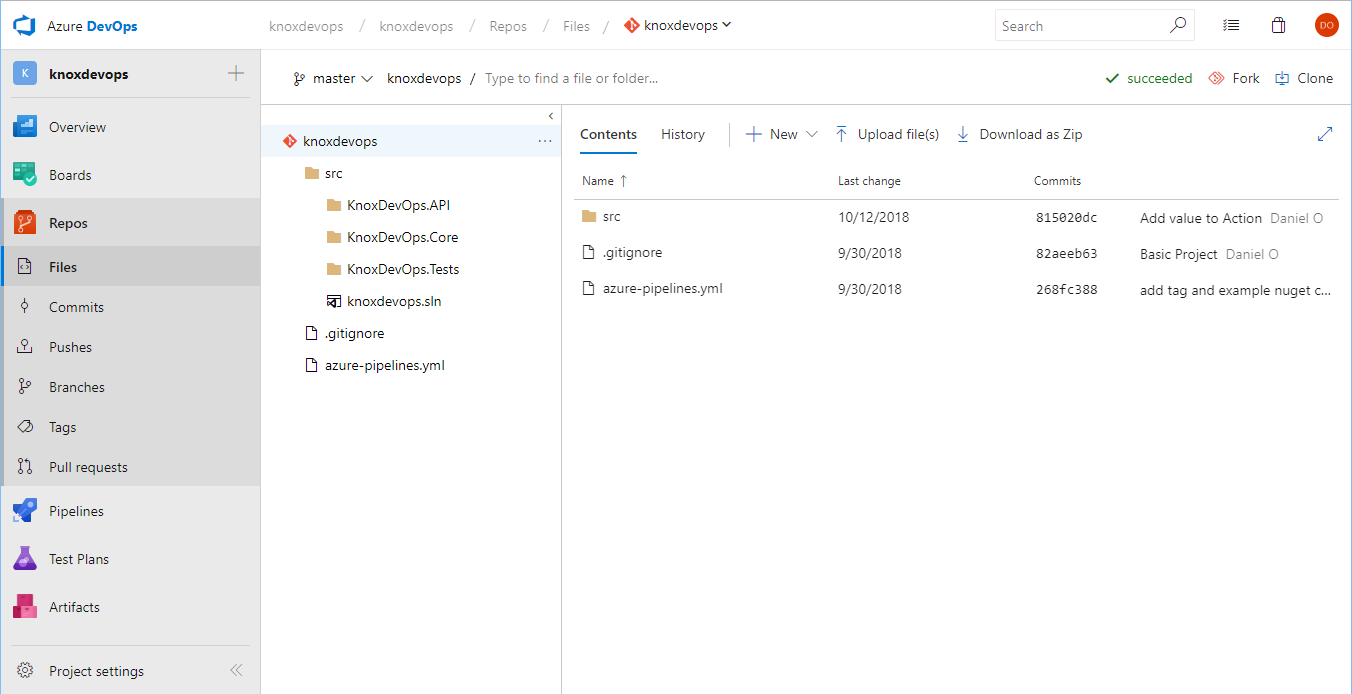 Azure DevOps
knoxdevops / knoxdevops / Repos / Files / knoxdevops
Search
DO
K knoxdevops
Overview
Boards
Repos
Files
Commits
Pushes
Branches
Tags
Pull requests
Pipelines
Test Plans
Artifacts
Project settings
master knoxdevops / Type to find a file or folder...
succeeded Fork Clone
knoxdevops ...
src
KnoxDevOps.API
KnoxDevOps.Core
KnoxDevOps.Tests
knoxdevops.sln
.gitignore
azure-pipelines.yml
Contents History New Upload file(s) Download as Zip
Name ↑ Last change Commits
src 10/12/2018 815020dc Add value to Action Daniel O
.gitignore 9/30/2018 82aeeb63 Basic Project Daniel O
azure-pipelines.yml 9/30/2018 268fc388 add tag and example nuget c...